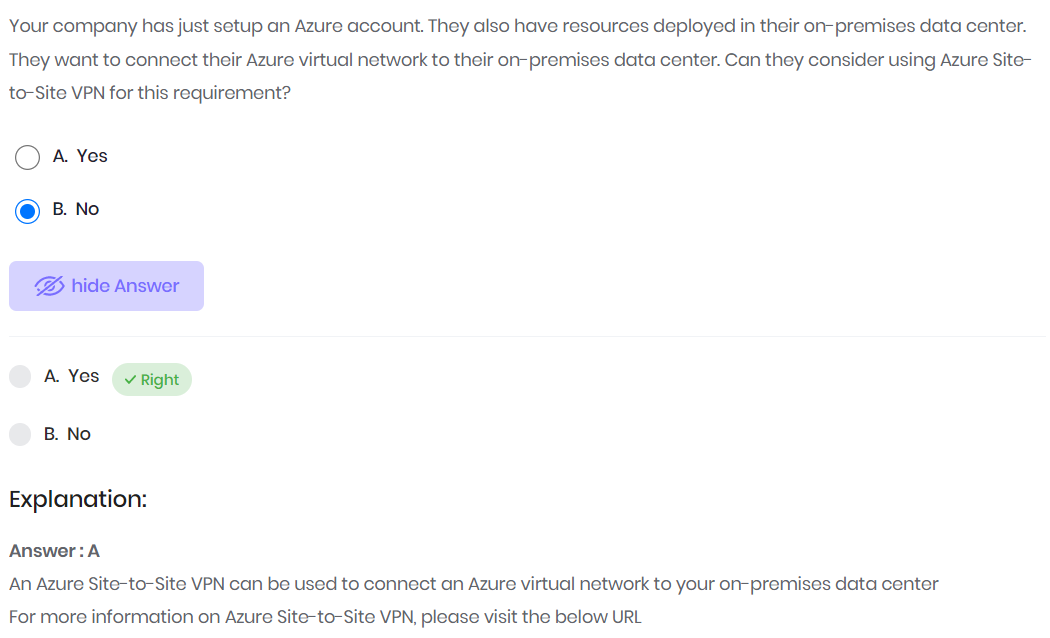 Your company has just setup an Azure account. They also have resources deployed in their on-premises data center.
They want to connect their Azure virtual network to their on-premises data center. Can they consider using Azure Site-
to-Site VPN for this requirement?
A. Yes
B. No
hide Answer
A. Yes Right
B. No
Explanation:
Answer : A
An Azure Site-to-Site VPN can be used to connect an Azure virtual network to your on-premises data center
For more information on Azure Site-to-Site VPN, please visit the below URL